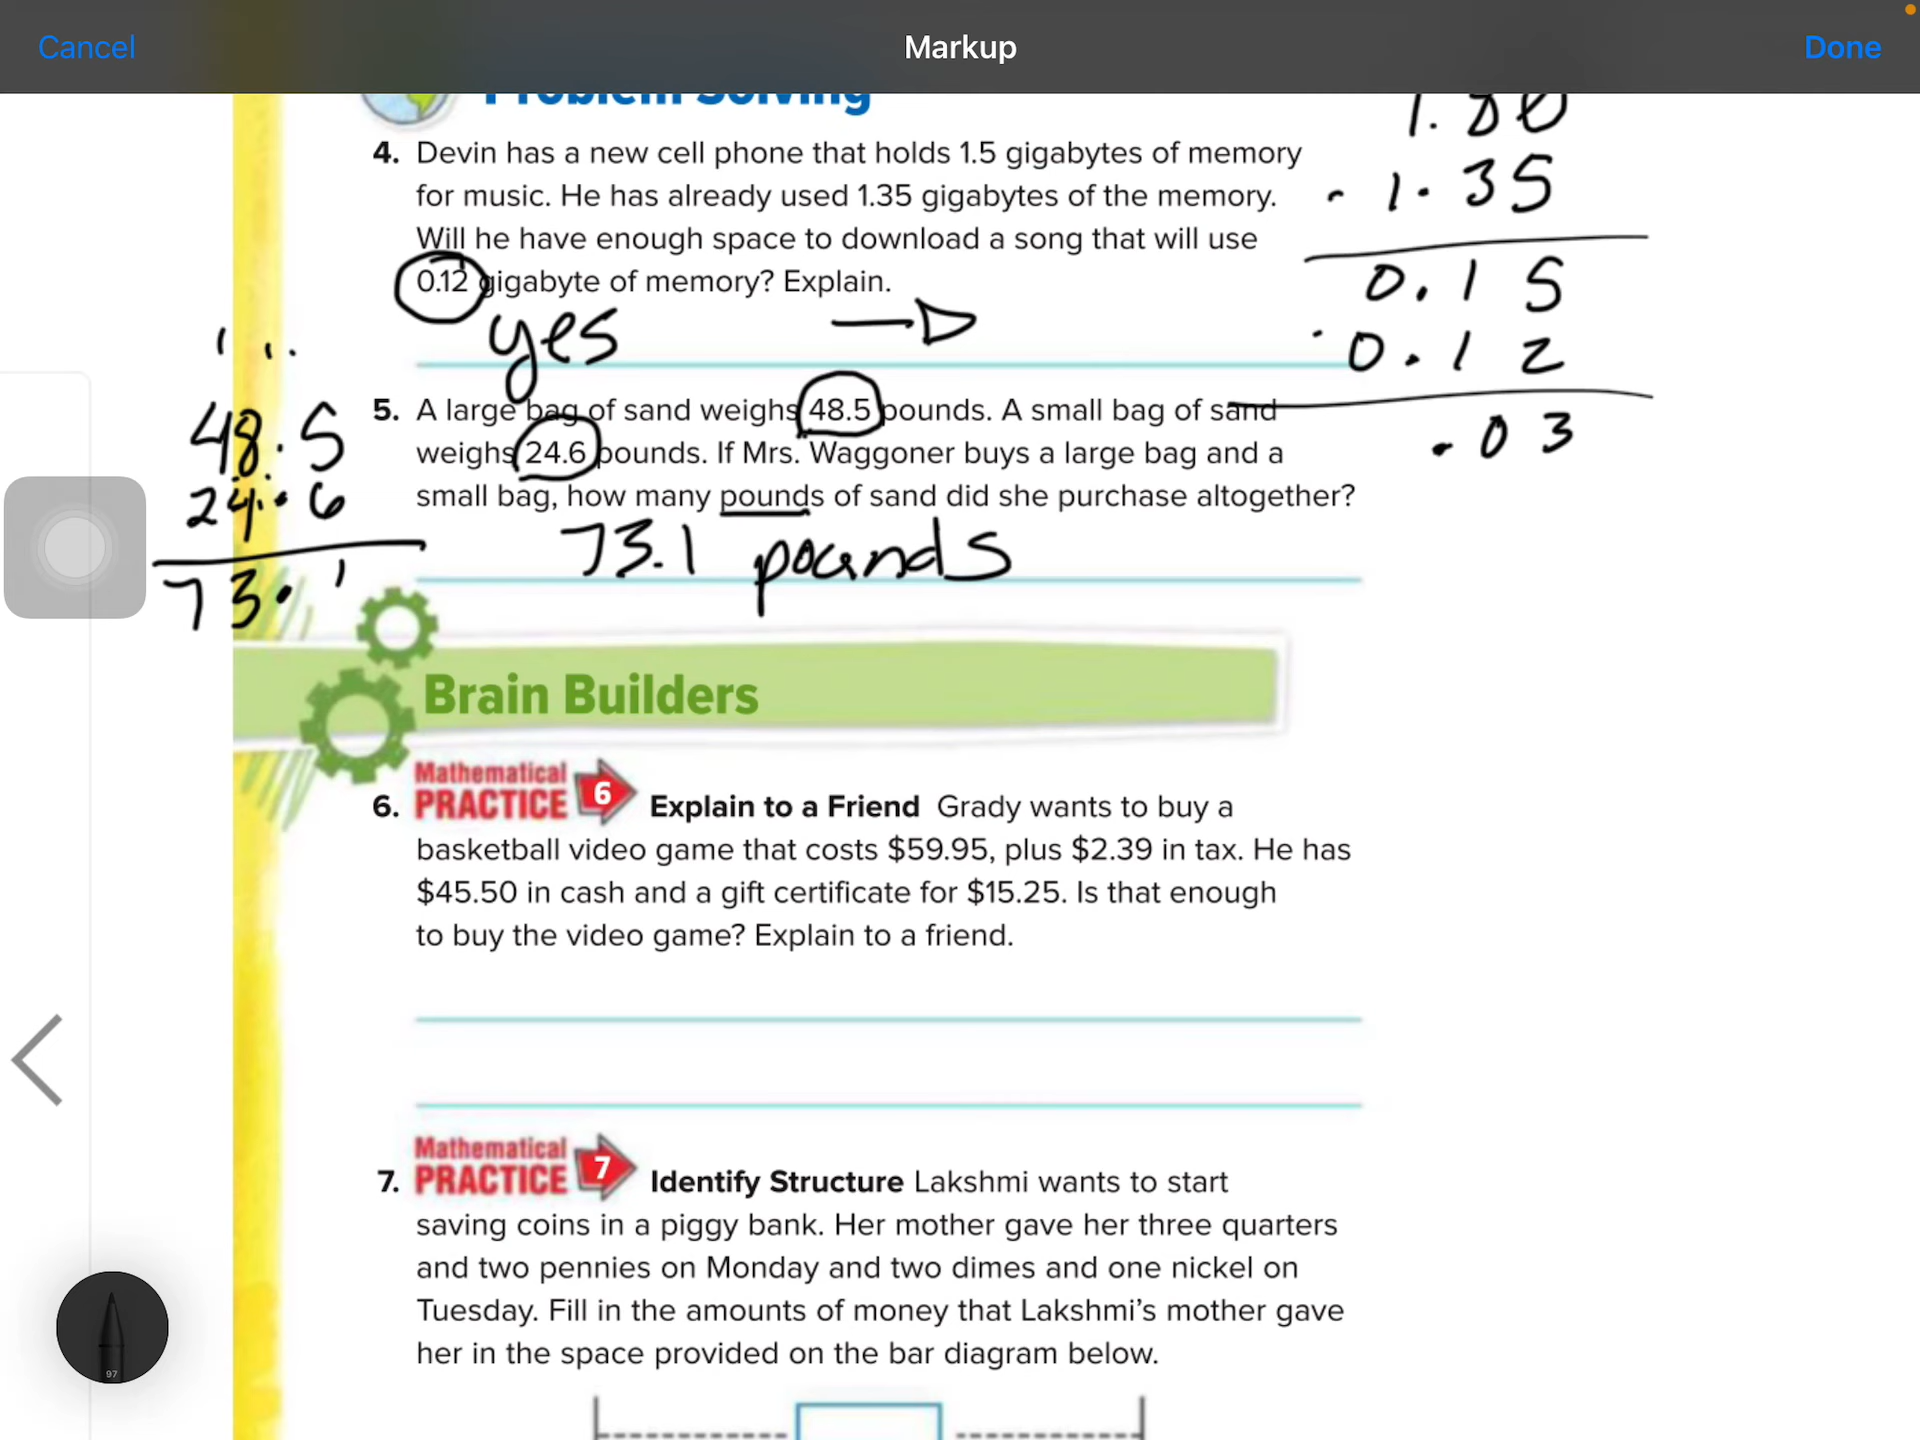 Cancel
Markup
Done
Problem Solving
4. Devin has a new cell phone that holds 1.5 gigabytes of memory
for music. He has already used 1.35 gigabytes of the memory.
Will he have enough space to download a song that will use
0.12 gigabyte of memory? Explain.
yes
- 1.35
0.15
- 0.12
.03
5. A large bag of sand weighs 48.5 pounds. A small bag of sand
weighs 24.6 pounds. If Mrs. Waggoner buys a large bag and a
small bag, how many pounds of sand did she purchase altogether?
73.1 pounds
48.5
24.6
73.1
Brain Builders
6. Mathematical PRACTICE 6 Explain to a Friend Grady wants to buy a
basketball video game that costs $59.95, plus $2.39 in tax. He has
$45.50 in cash and a gift certificate for $15.25. Is that enough
to buy the video game? Explain to a friend.
7. Mathematical PRACTICE 7 Identify Structure Lakshmi wants to start
saving coins in a piggy bank. Her mother gave her three quarters
and two pennies on Monday and two dimes and one nickel on
Tuesday. Fill in the amounts of money that Lakshmi's mother gave
her in the space provided on the bar diagram below.
97